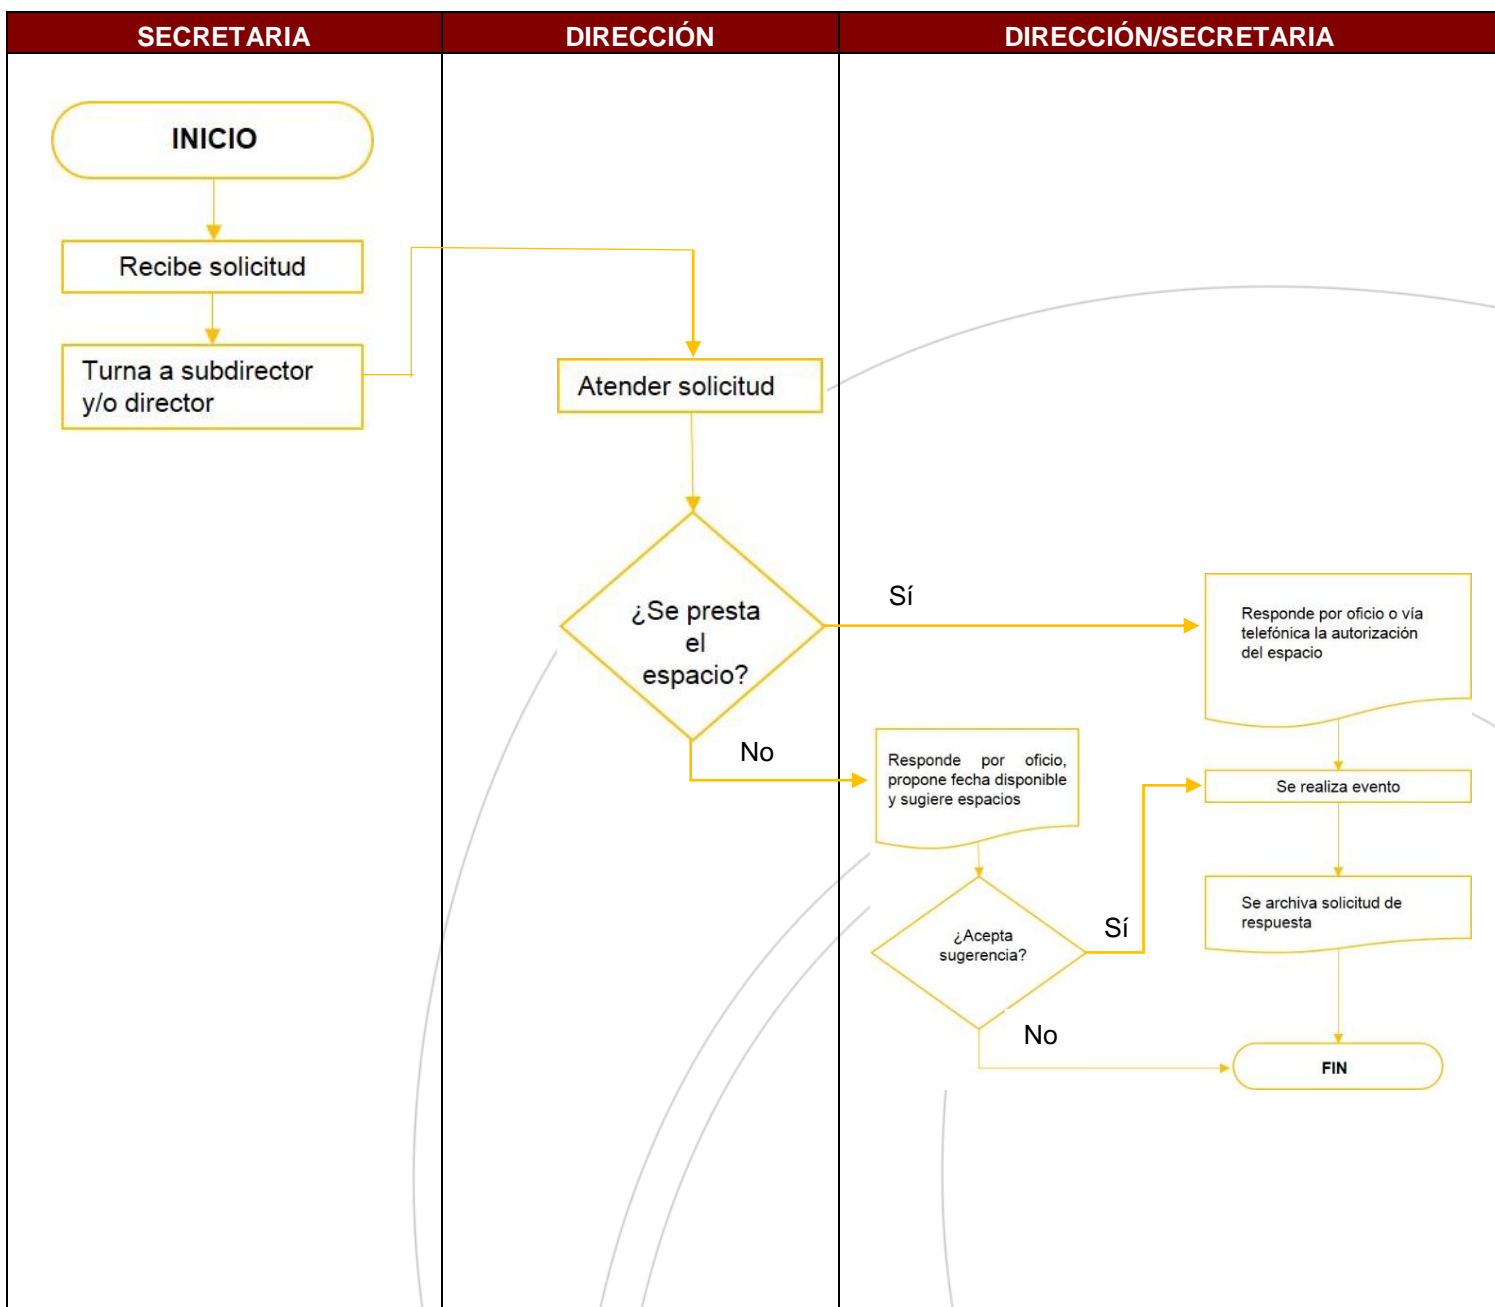 SECRETARIA
DIRECCIÓN
DIRECCIÓN/SECRETARIA
INICIO
Recibe solicitud
Turna a subdirector
y/o director
Atender solicitud
¿Se presta
el
espacio?
Sí
No
Responde por oficio o vía
telefónica la autorización
del espacio
Responde por oficio,
propone fecha disponible
y sugiere espacios
Se realiza evento
¿Acepta
sugerencia?
Sí
No
Se archiva solicitud de
respuesta
FIN